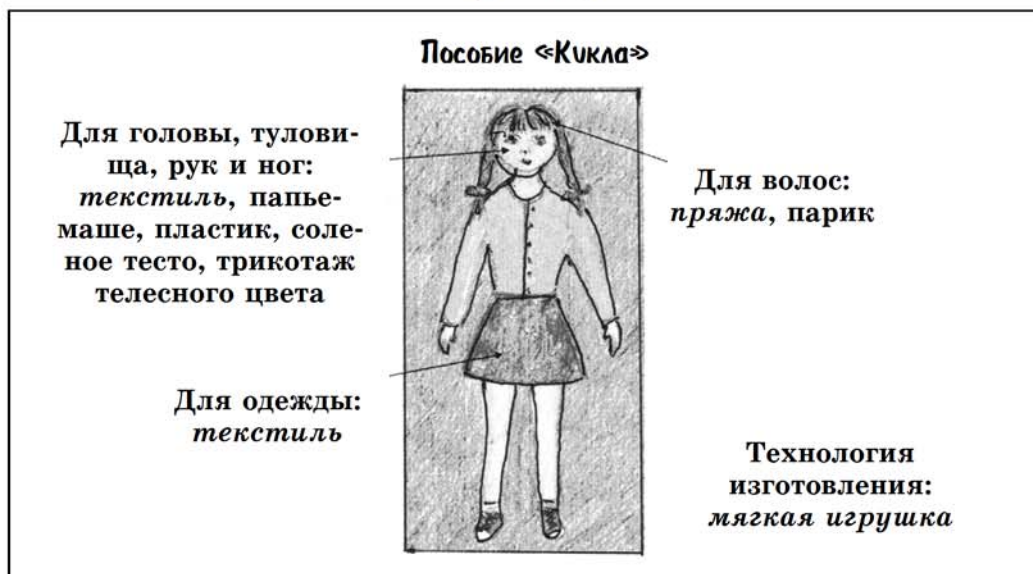 Пособие «Кикла»
Для головы, тулови-
ща, рук и ног:
текстиль, папье-
маше, пластик, соле-
ное тесто, трикотаж
телесного цвета
Для волос:
пряжа, парик
Для одежды:
текстиль
Технология
изготовления:
мягкая игрушка